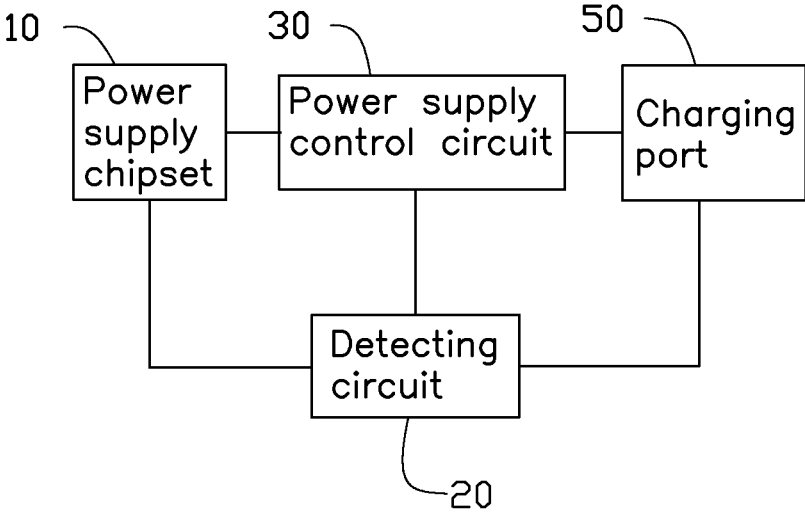 10
30
50
Power
supply
chipset
Power supply
control circuit
Charging
port
Detecting
circuit
20